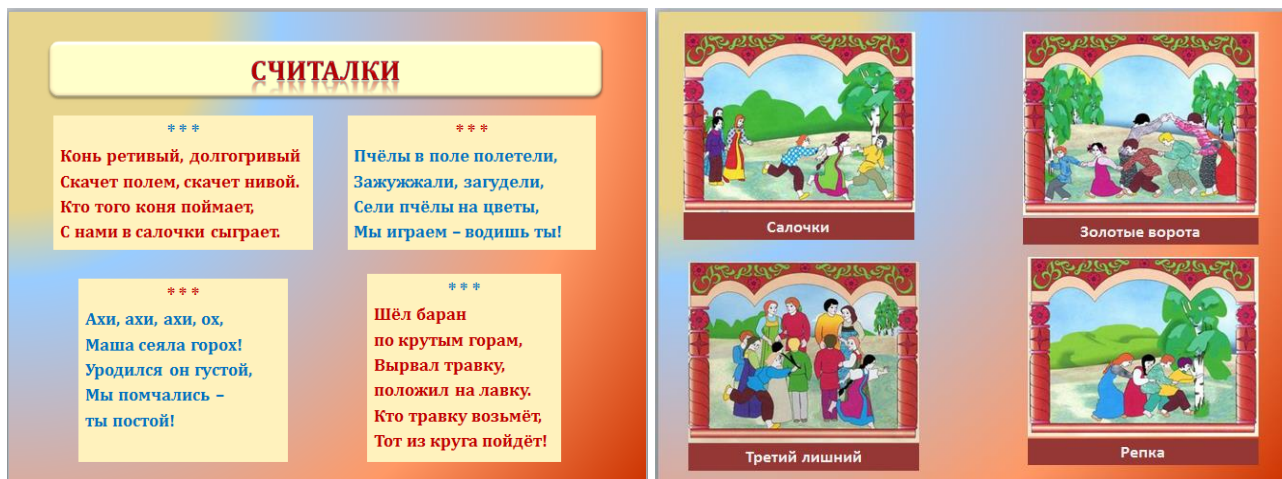 СЧИТАЛКИ
* * *
Конь ретивый, долгогривый
Скачет полем, скачет нивой.
Кто того коня поймает,
С нами в салочки сыграет.
* * *
Пчёлы в поле полетели,
Зажужжали, загудели,
Сели пчёлы на цветы,
Мы играем – водишь ты!
* * *
Ахи, ахи, ахи, ох,
Маша сеяла горох!
Уродился он густой,
Мы помчались –
ты постой!
* * *
Шёл баран
по крутым горам,
Вырвал травку,
положил на лавку.
Кто травку возьмёт,
Тот из круга пойдёт!
Салочки
Золотые ворота
Третий лишний
Репка